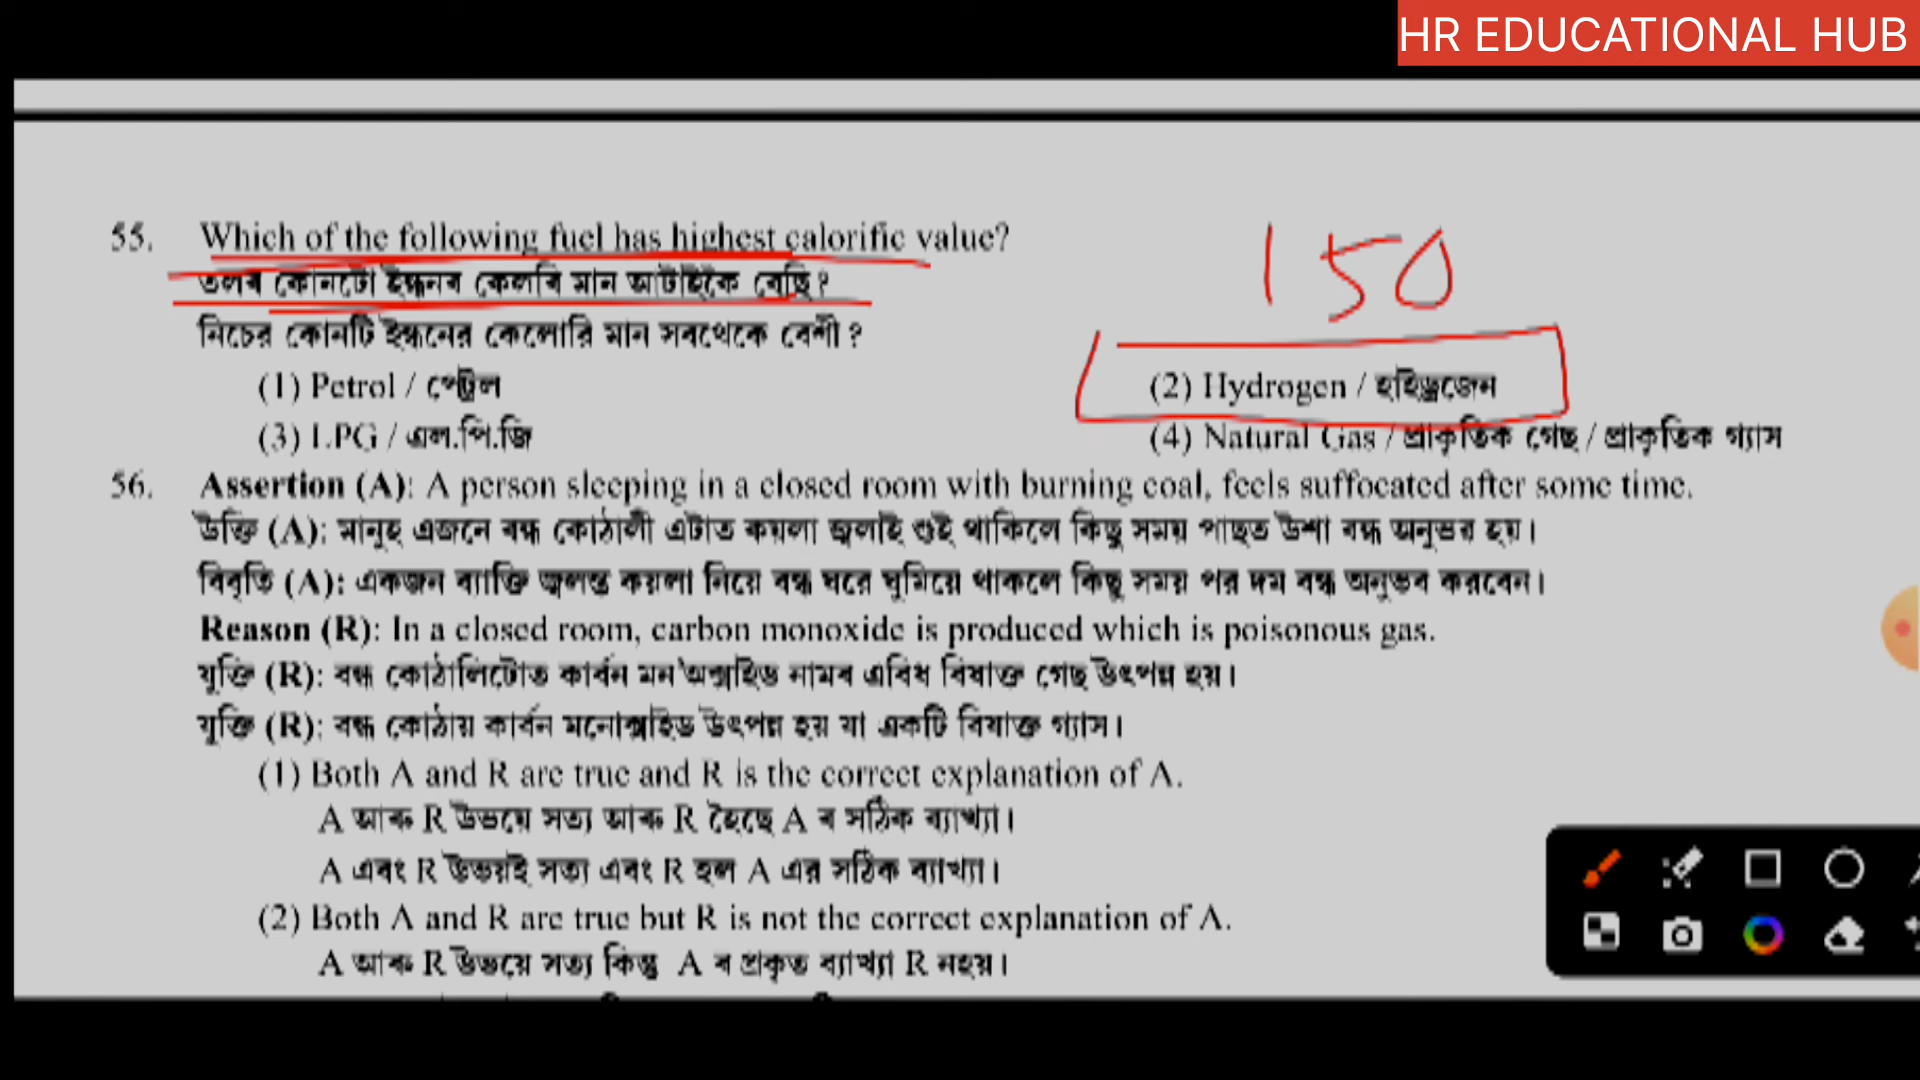 HR EDUCATIONAL HUB
150
55. Which of the following fuel has highest calorific value?
তলৰ কোনটো ইন্ধনৰ কেলৰি মান আটাইকৈ বেছি?
নিচের কোনটি ইন্ধনের কেলোরি মান সবথেকে বেশী ?
(1) Petrol / পেট্রল (2) Hydrogen / হাইড্ৰজেন
(3) LPG / এল.পি.জি (4) Natural Gas / প্ৰাকৃতিক গেছ / প্রাকৃতিক গ্যাস
56. Assertion (A): A person sleeping in a closed room with burning coal, feels suffocated after some time.
উক্তি (A): মানুহ এজনে বন্ধ কোঠালী এটাত কয়লা জ্বলাই শুই থাকিলে কিছু সময় পাছত উশা বন্ধ অনুভৱ হয়।
বিবৃতি (A): একজন ব্যাক্তি জ্বলন্ত কয়লা নিয়ে বন্ধ ঘরে ঘুমিয়ে থাকলে কিছু সময় পর দম বন্ধ অনুভব করবেন।
Reason (R): In a closed room, carbon monoxide is produced which is poisonous gas.
যুক্তি (R): বন্ধ কোঠালিটোত কাৰ্বন মন'অক্সাইড নামৰ এবিধ বিষাক্ত গেছ উৎপন্ন হয়।
যুক্তি (R): বন্ধ কোঠায় কার্বন মনোক্সাইড উৎপন্ন হয় যা একটি বিষাক্ত গ্যাস।
(1) Both A and R are true and R is the correct explanation of A.
A আৰু R উভয়ে সত্য আৰু R হৈছে A ৰ সঠিক ব্যাখ্যা।
A এবং R উভয়ই সত্য এবং R হল A এর সঠিক ব্যাখ্যা।
(2) Both A and R are true but R is not the correct explanation of A.
A আৰু R উভয়ে সত্য কিন্তু A ৰ প্ৰকৃত ব্যাখ্যা R নহয়।